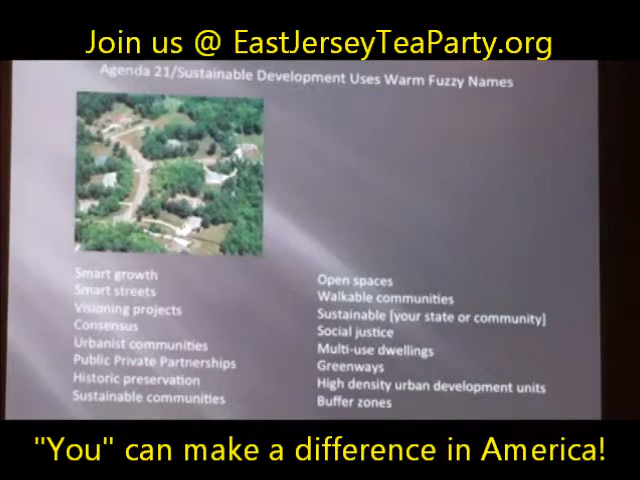 Join us @ EastJerseyTeaParty.org
Agenda 21/Sustainable Development Uses Warm Fuzzy Names
Smart growth
Smart streets
Visioning projects
Consensus
Urbanist communities
Public Private Partnerships
Historic preservation
Sustainable communities
Open spaces
Walkable communities
Sustainable [your state or community]
Social justice
Multi-use dwellings
Greenways
High density urban development units
Buffer zones
"You" can make a difference in America!